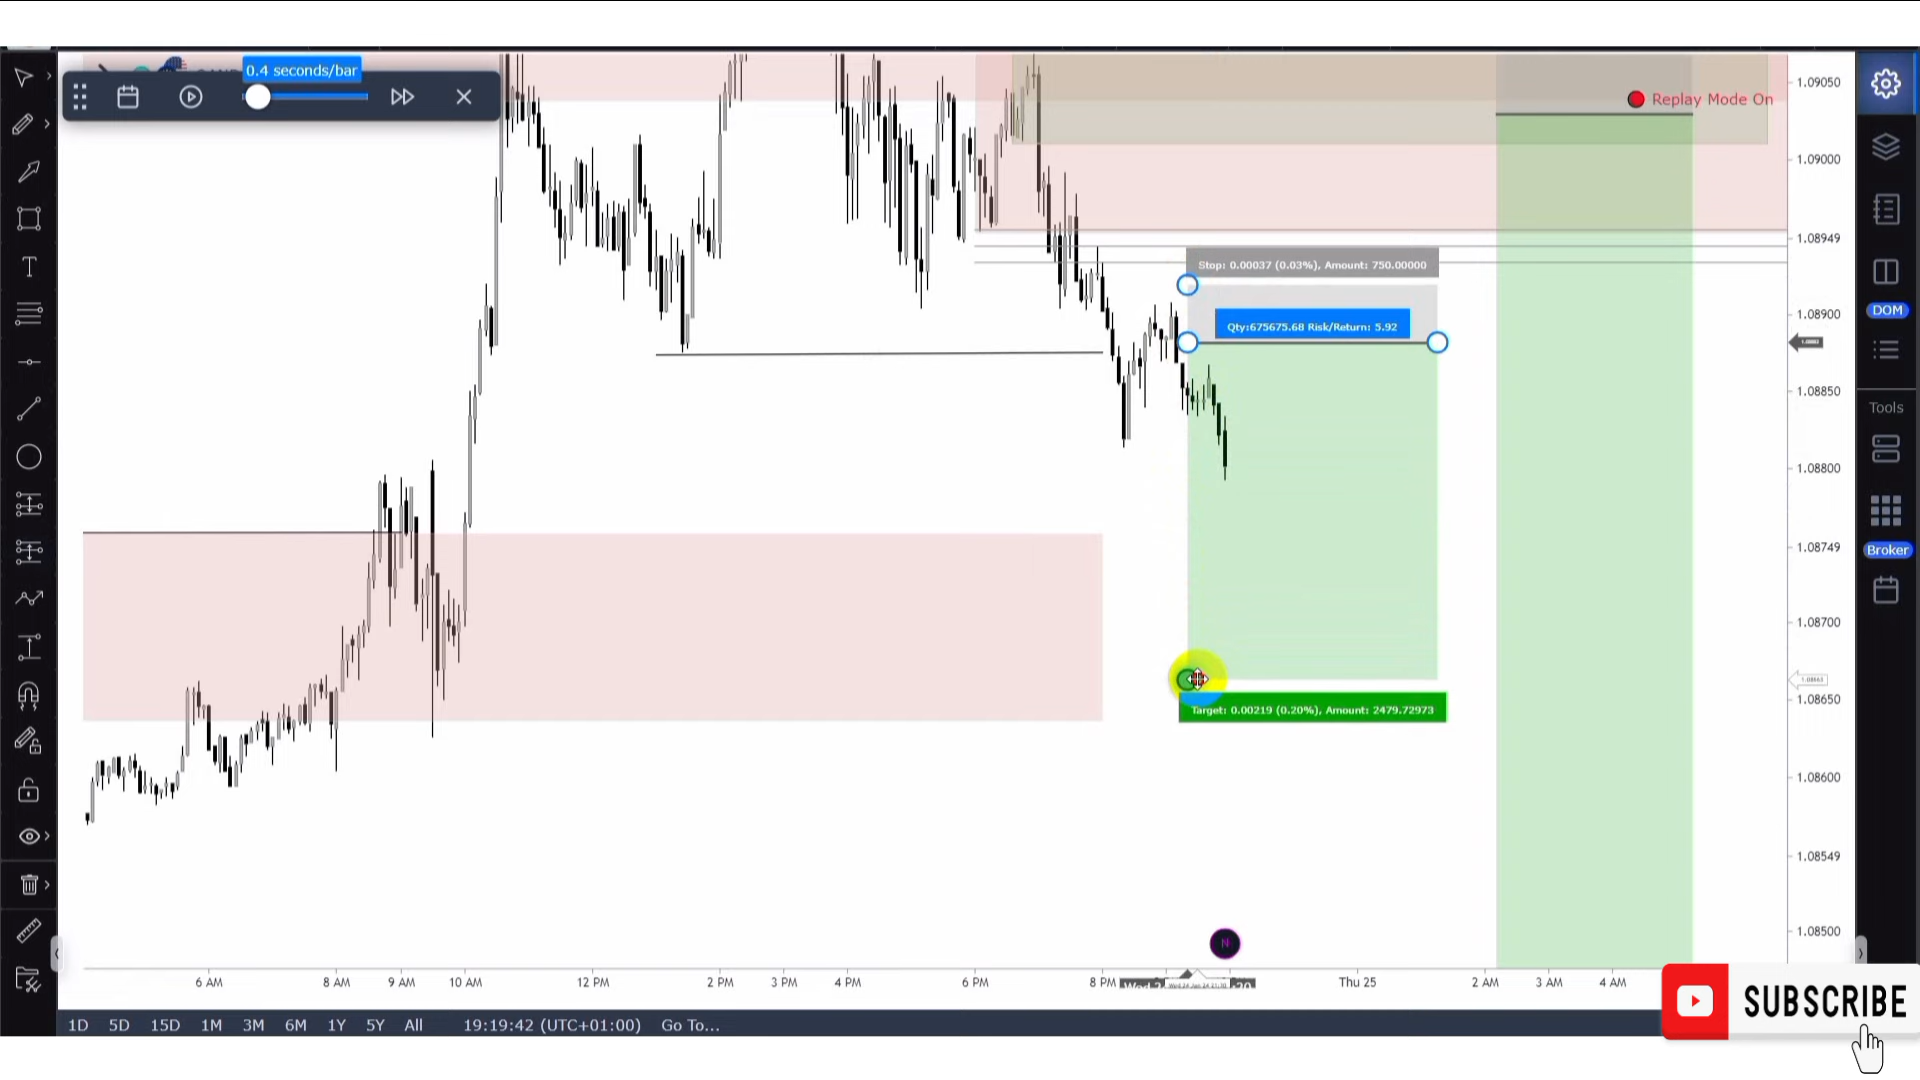 0.4 seconds/bar
Replay Mode On
1.09050
1.09000
1.08949
1.08900
1.08850
1.08800
1.08749
1.08700
1.08650
1.08600
1.08549
1.08500
Stop: 0.00037 (0.03%), Amount: 750.00000
Qty:675675.68 Risk/Return: 5.92
Target: 0.00219 (0.20%), Amount: 2479.72973
T
DOM
Tools
Broker
N
6 AM 8 AM 9 AM 10 AM 12 PM 2 PM 3 PM 4 PM 6 PM 8 PM Thu 25 2 AM 3 AM 4 AM
1D 5D 15D 1M 3M 6M 1Y 5Y All 19:19:42 (UTC+01:00) Go To...
SUBSCRIBE